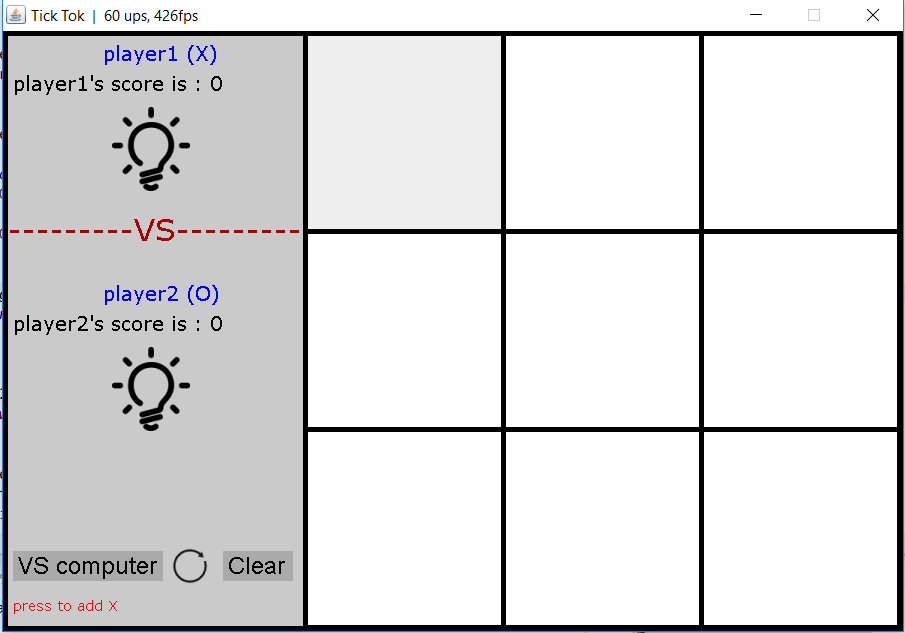 Tick Tok | 60 ups, 426fps
player1 (X)
player1's score is : 0
VS
player2 (O)
player2's score is : 0
VS computer
Clear
press to add X